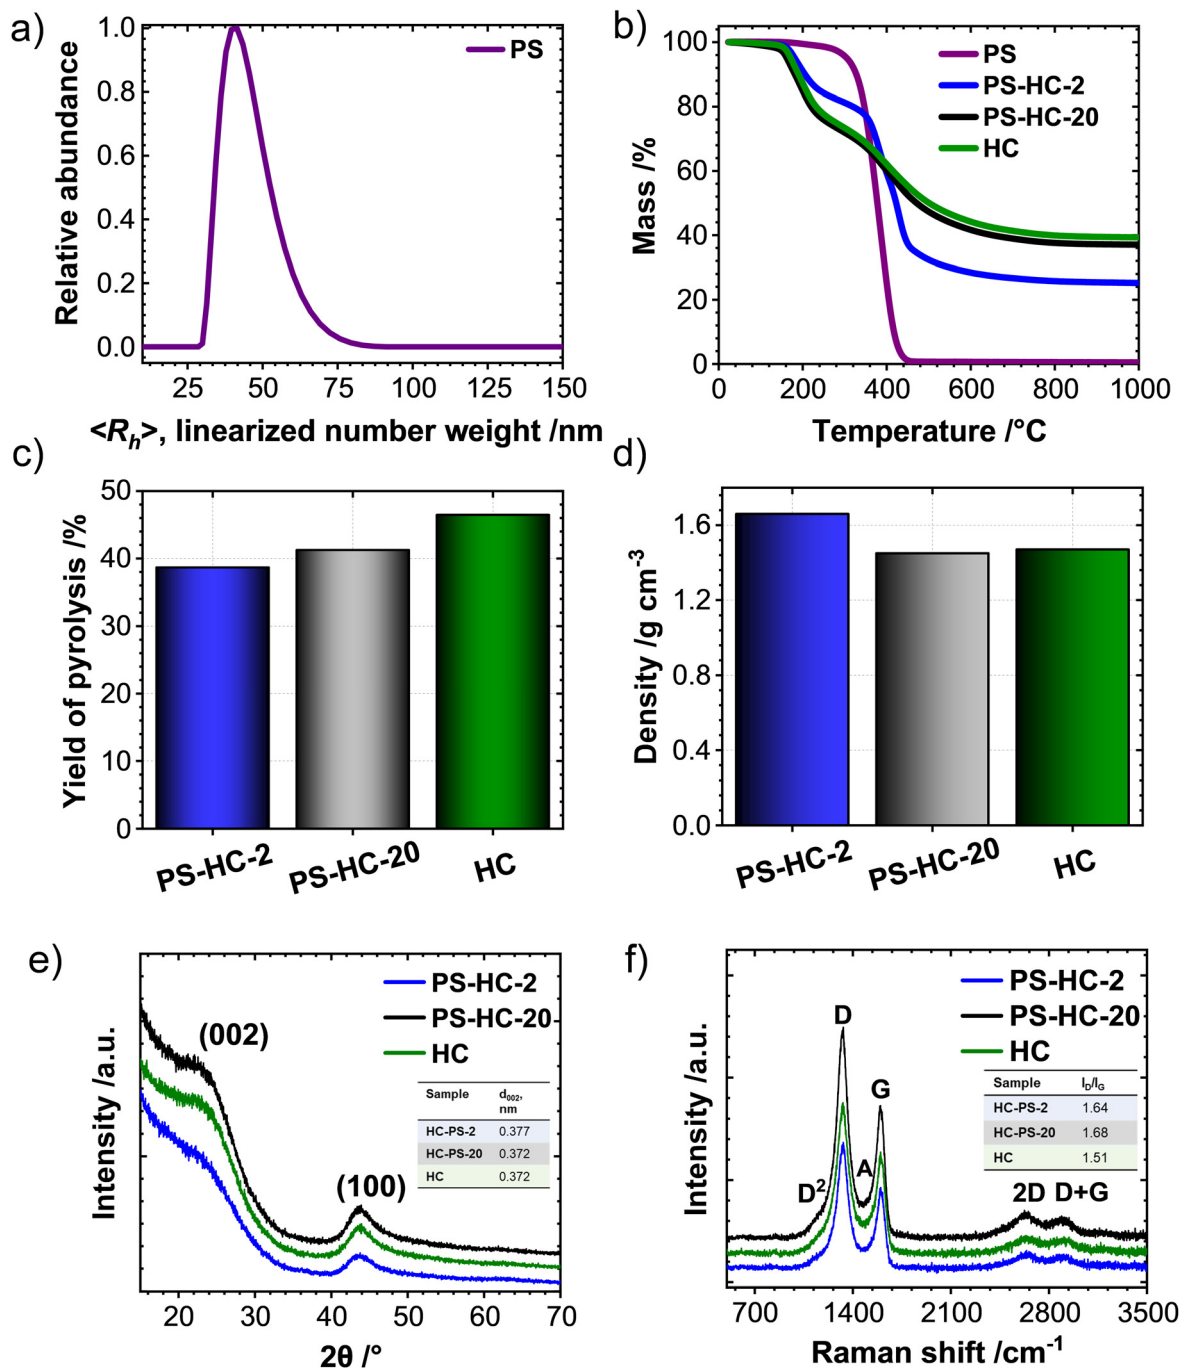 a)
1.0
0.8
0.6
0.4
0.2
0.0
Relative abundance
PS
25 50 75 100 125 150
<R_h>, linearized number weight /nm
b)
100
80
60
40
20
0
Mass /%
PS
PS-HC-2
PS-HC-20
HC
0 200 400 600 800 1000
Temperature /°C
c)
50
40
30
20
10
0
Yield of pyrolysis /%
PS-HC-2 PS-HC-20 HC
d)
1.6
1.2
0.8
0.4
0.0
Density /g cm⁻³
PS-HC-2 PS-HC-20 HC
e)
Intensity /a.u.
PS-HC-2
PS-HC-20
HC
(002)
Sample d₀₀₂, nm
HC-PS-2 0.377
HC-PS-20 0.372
HC 0.372
(100)
20 30 40 50 60 70
2θ /°
f)
Intensity /a.u.
PS-HC-2
PS-HC-20
HC
D
G
Sample I_D/I_G
HC-PS-2 1.64
HC-PS-20 1.68
HC 1.51
A
D²
2D D+G
700 1400 2100 2800 3500
Raman shift /cm⁻¹